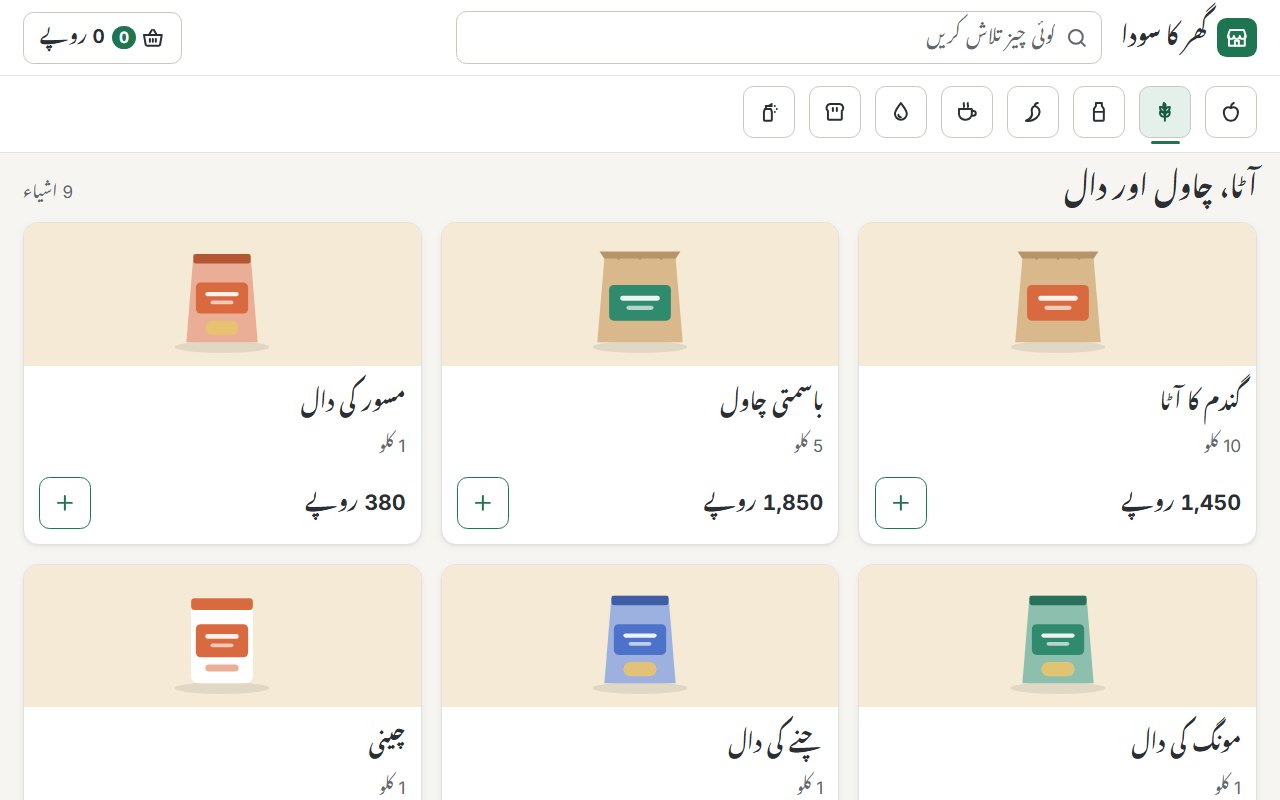 گھر کا سودا
کوئی چیز تلاش کریں
0 0 روپے
آٹا، چاول اور دال
9 اشیاء
گندم کا آٹا
10 کلو
1,450 روپے
باسمتی چاول
5 کلو
1,850 روپے
مسور کی دال
1 کلو
380 روپے
مونگ کی دال
1 کلو
چنے کی دال
1 کلو
چینی
1 کلو